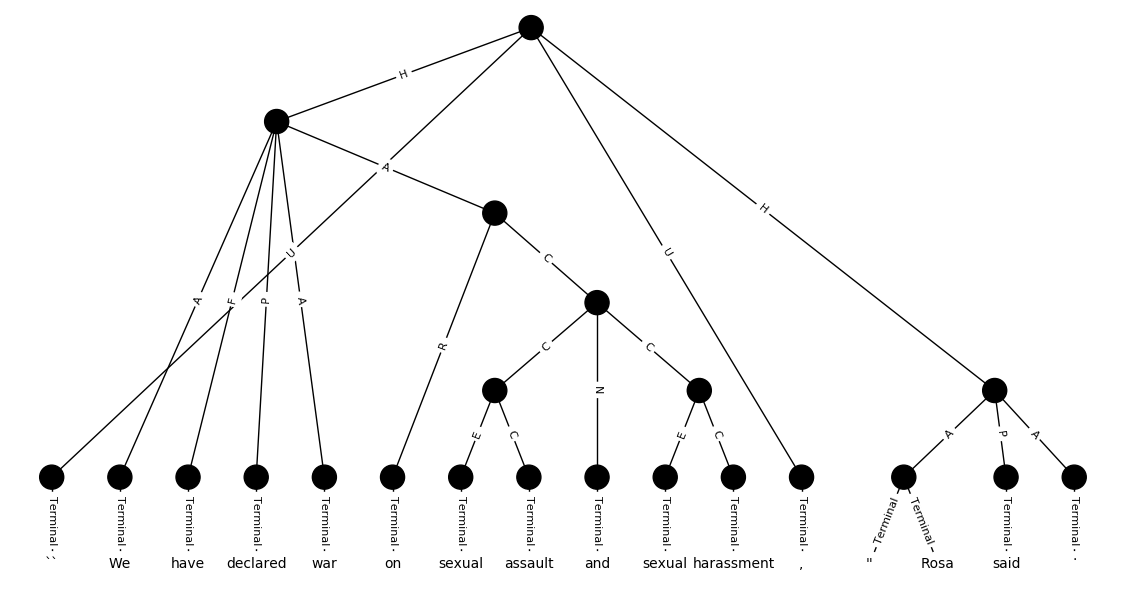 H
A
H
U
U
C
A
F
P
A
R
C
N
C
E
C
E
C
A
P
A
Terminal Terminal Terminal Terminal Terminal Terminal Terminal Terminal Terminal Terminal Terminal Terminal Terminal Terminal Terminal Terminal
`` We have declared war on sexual assault and sexual harassment , " Rosa said .